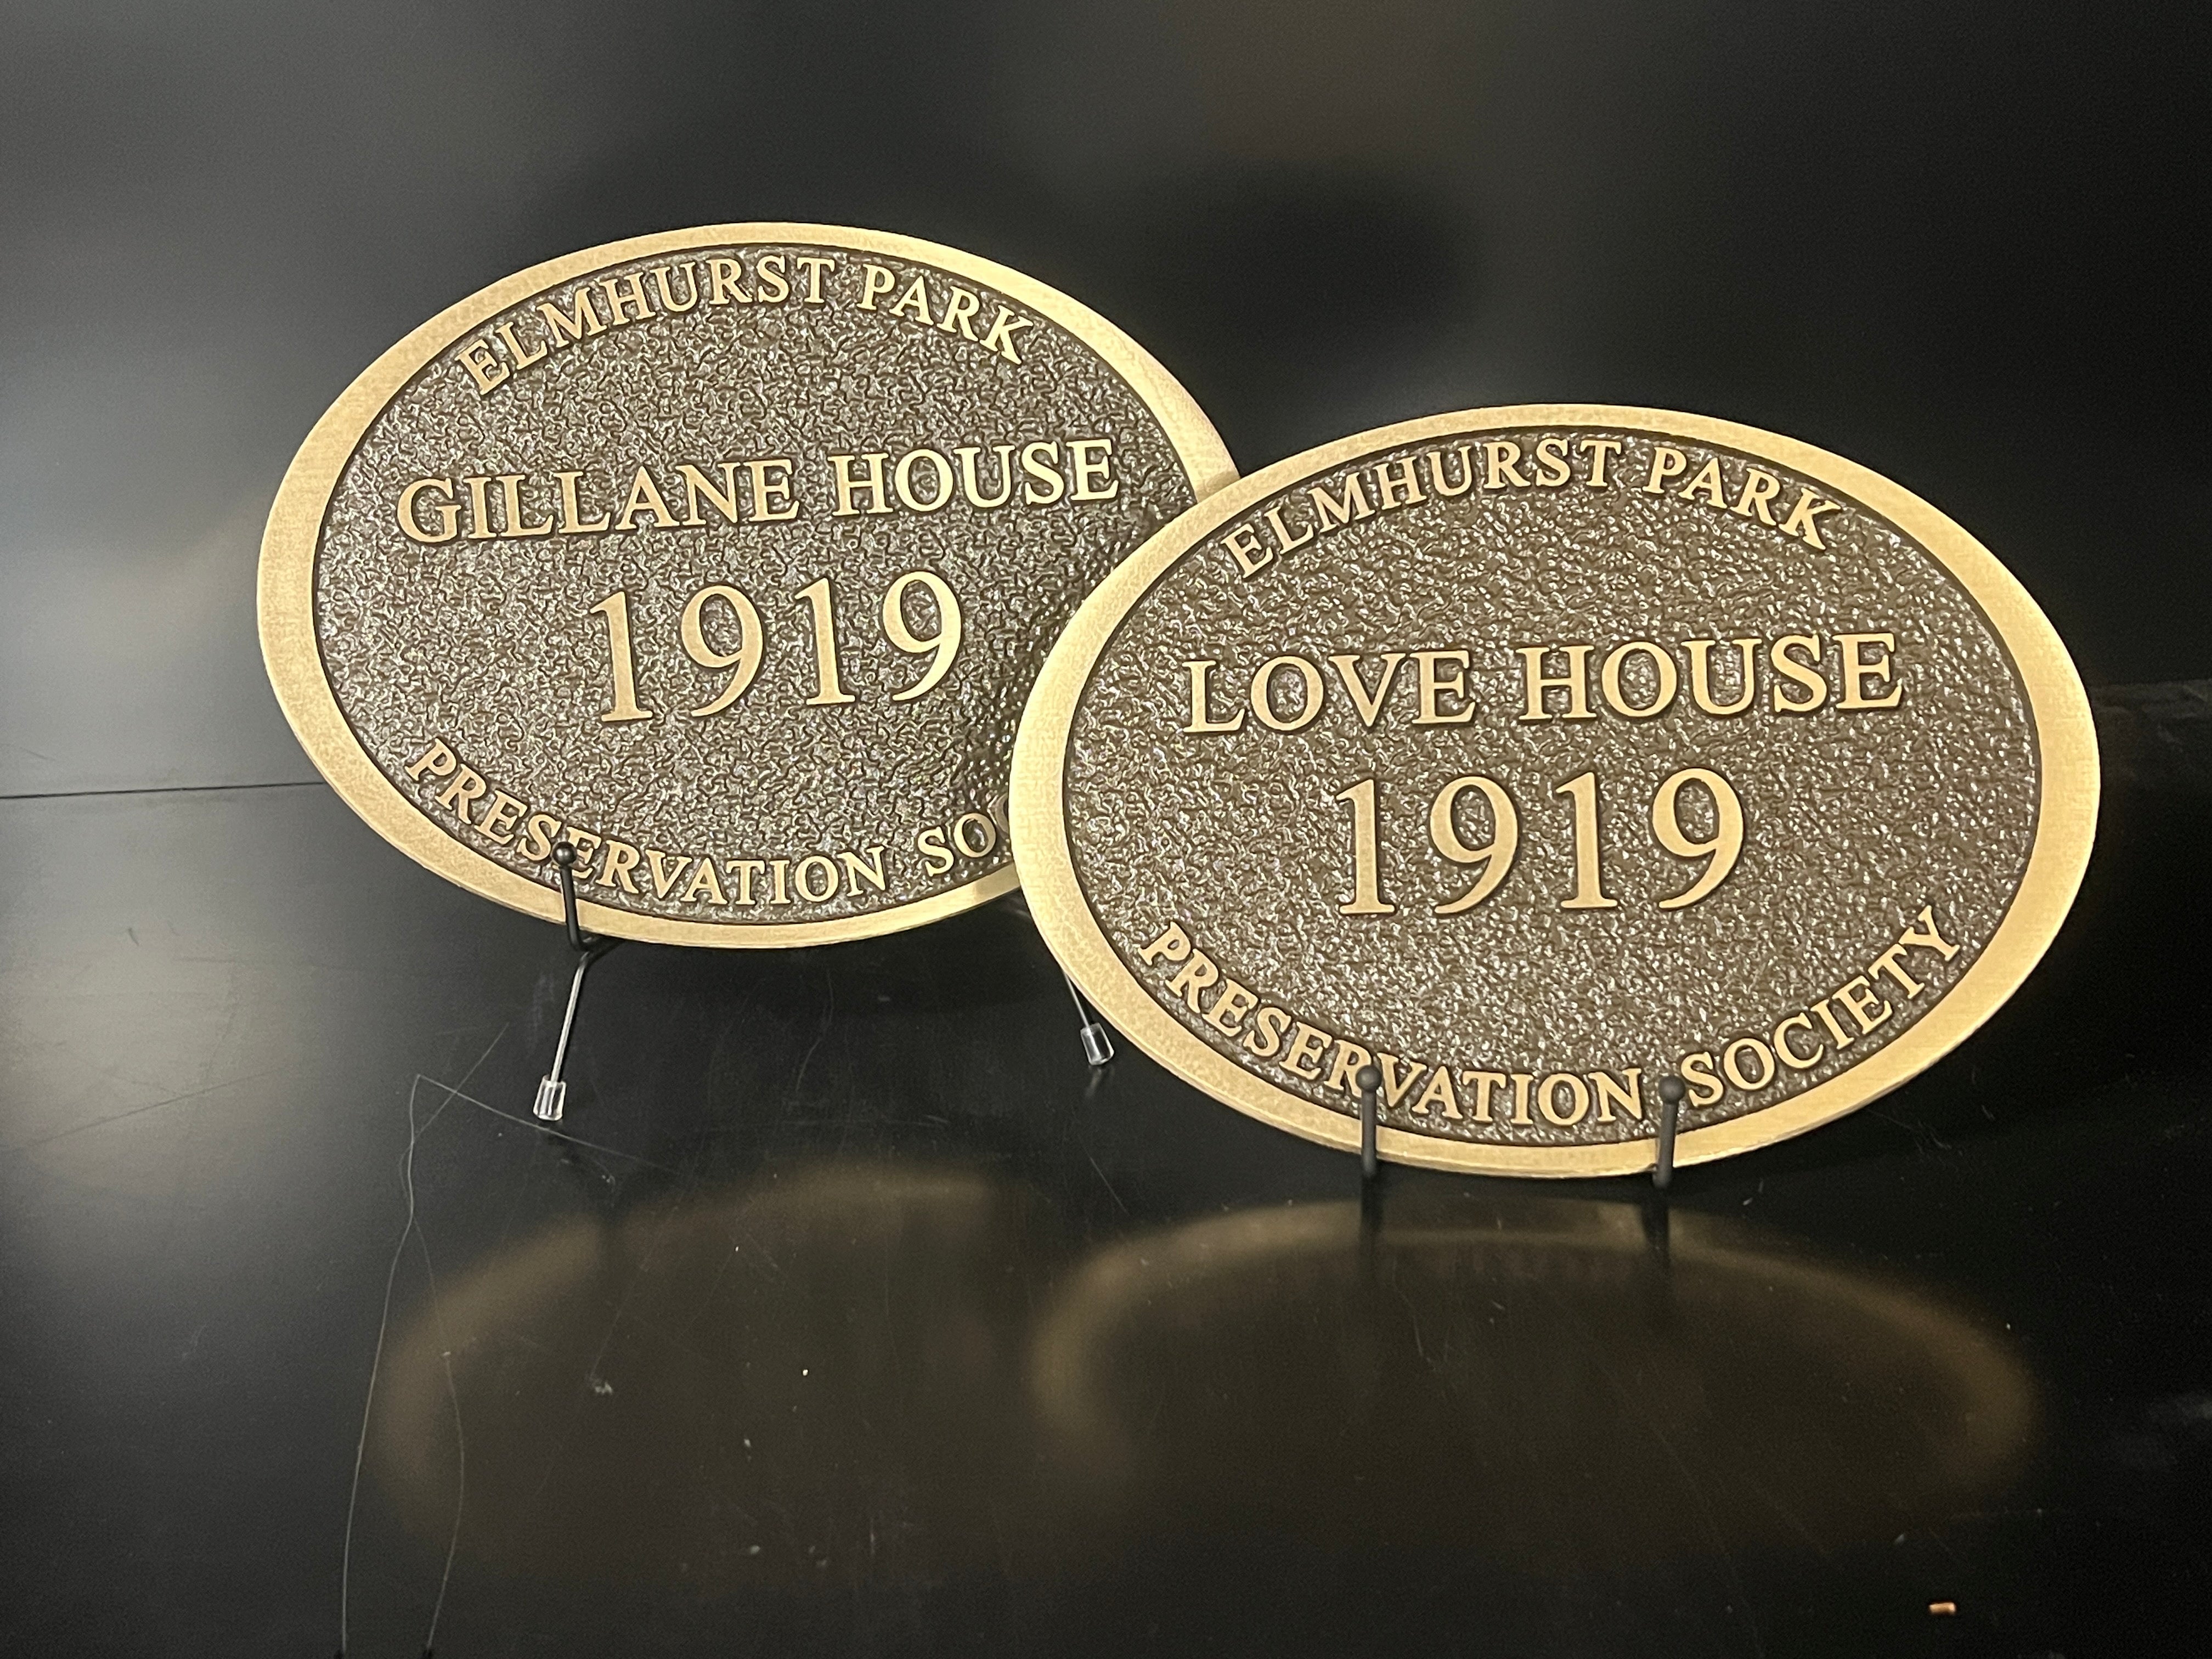 ELMHURST PARK
GILLANE HOUSE
1919
PRESERVATION
ELMHURST PARK
LOVE HOUSE
1919
PRESERVATION SOCIETY